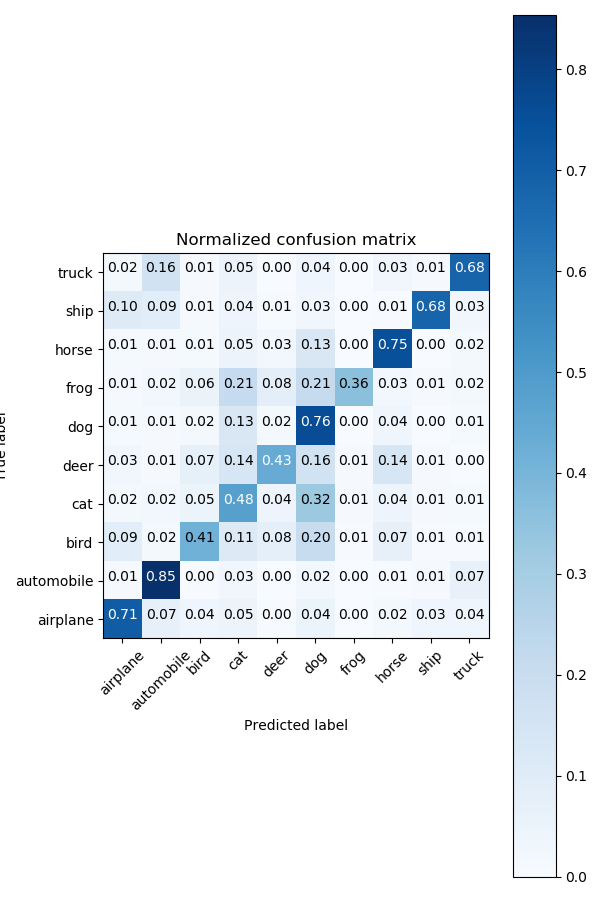 Normalized confusion matrix
truck 0.02 0.16 0.01 0.05 0.00 0.04 0.00 0.03 0.01 0.68
ship 0.10 0.09 0.01 0.04 0.01 0.03 0.00 0.01 0.68 0.03
horse 0.01 0.01 0.01 0.05 0.03 0.13 0.00 0.75 0.00 0.02
frog 0.01 0.02 0.06 0.21 0.08 0.21 0.36 0.03 0.01 0.02
dog 0.01 0.01 0.02 0.13 0.02 0.76 0.00 0.04 0.00 0.01
deer 0.03 0.01 0.07 0.14 0.43 0.16 0.01 0.14 0.01 0.00
cat 0.02 0.02 0.05 0.48 0.04 0.32 0.01 0.04 0.01 0.01
bird 0.09 0.02 0.41 0.11 0.08 0.20 0.01 0.07 0.01 0.01
automobile 0.01 0.85 0.00 0.03 0.00 0.02 0.00 0.01 0.01 0.07
airplane 0.71 0.07 0.04 0.05 0.00 0.04 0.00 0.02 0.03 0.04
airplane automobile bird cat deer dog frog horse ship truck
Predicted label
0.8
0.7
0.6
0.5
0.4
0.3
0.2
0.1
0.0